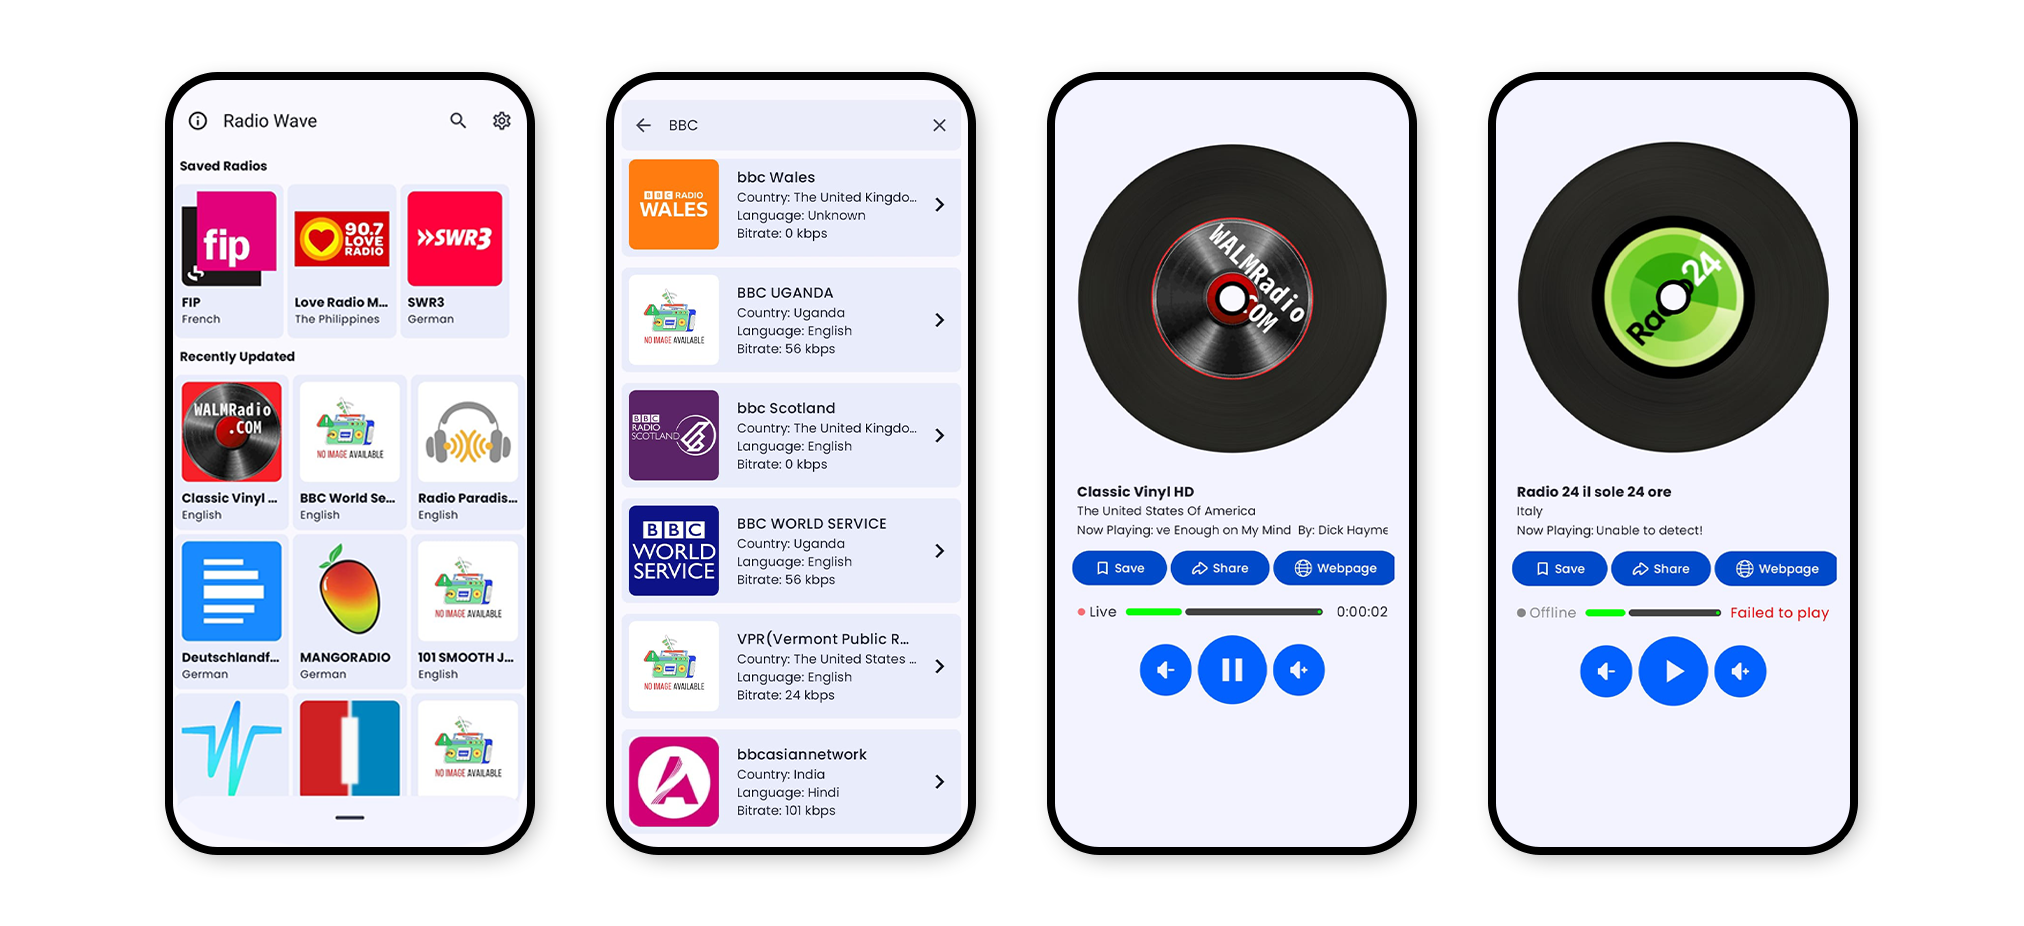 Radio Wave
Saved Radios
fip
90.7
LOVE
RADIO
SWR3
FIP
French
Love Radio M...
The Philippines
SWR3
German
Recently Updated
WALMRadio
.COM
NO IMAGE AVAILABLE
Classic Vinyl ...
English
BBC World Se...
English
Radio Paradis...
English
Deutschlandf...
German
MANGORADIO
German
NO IMAGE AVAILABLE
101 SMOOTH J...
English
NO IMAGE AVAILABLE
BBC
BBC RADIO
WALES
bbc Wales
Country: The United Kingdo...
Language: Unknown
Bitrate: 0 kbps
NO IMAGE AVAILABLE
BBC UGANDA
Country: Uganda
Language: English
Bitrate: 56 kbps
BBC
RADIO
SCOTLAND
bbc Scotland
Country: The United Kingdo...
Language: English
Bitrate: 0 kbps
BBC
WORLD
SERVICE
BBC WORLD SERVICE
Country: Uganda
Language: English
Bitrate: 56 kbps
NO IMAGE AVAILABLE
VPR(Vermont Public R...
Country: The United States ...
Language: English
Bitrate: 24 kbps
bbcasiannetwork
Country: India
Language: Hindi
Bitrate: 101 kbps
WALMRadio
.COM
Classic Vinyl HD
The United States Of America
Now Playing: ve Enough on My Mind By: Dick Hayme
Save
Share
Webpage
Live
0:00:02
Radio 24 il sole 24 ore
Italy
Now Playing: Unable to detect!
Save
Share
Webpage
Offline
Failed to play